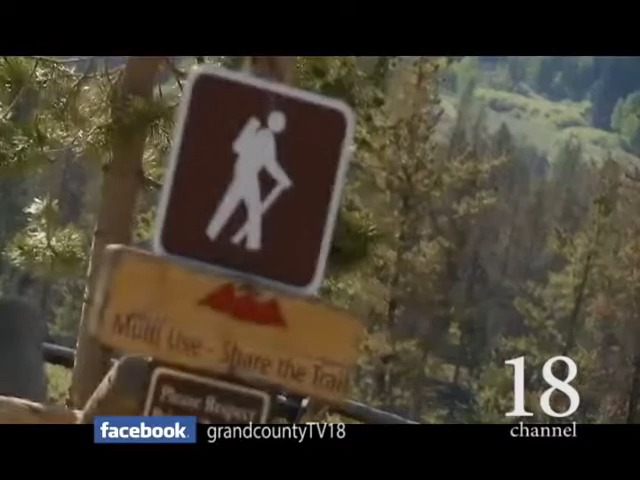 Multi Use - Share the Trail
Please Respect
18
channel
facebook. grandcountyTV18